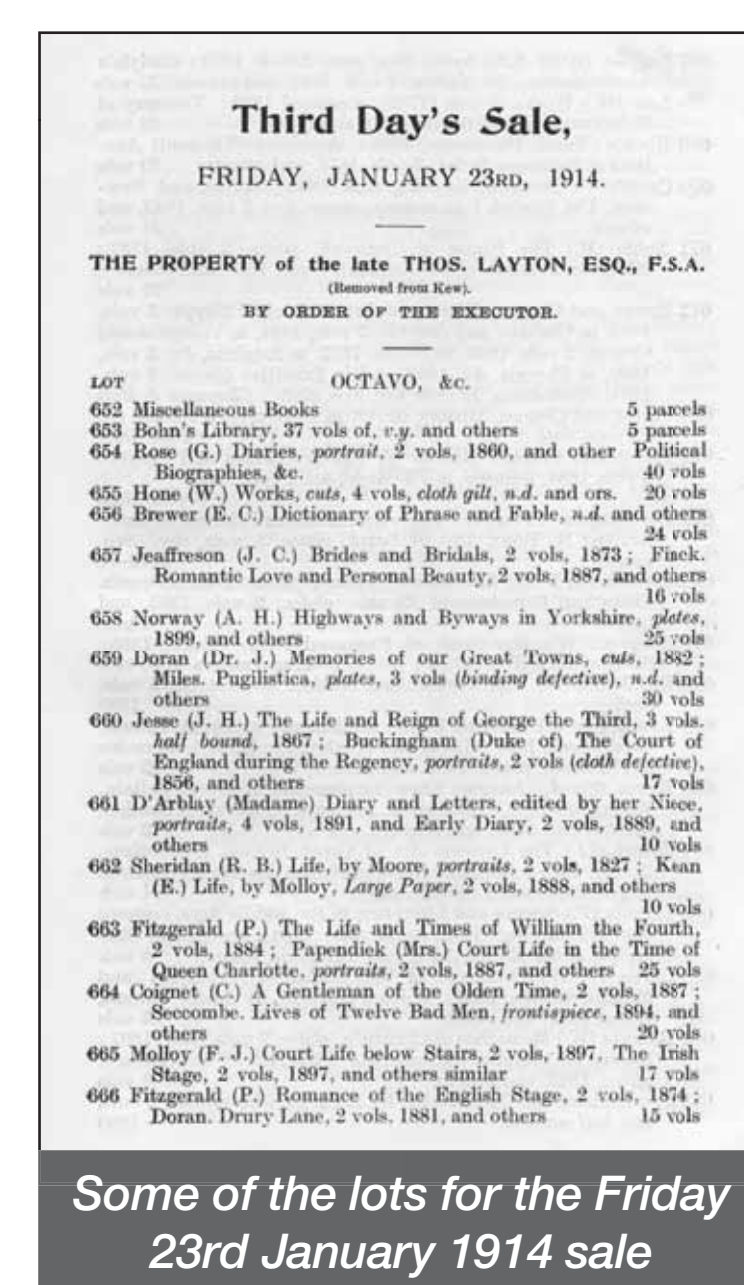 Third Day's Sale,
FRIDAY, JANUARY 23RD, 1914.
THE PROPERTY of the late THOS. LAYTON, ESQ., F.S.A.
(Removed from Kew).
BY ORDER OF THE EXECUTOR.
LOT OCTAVO, &c.
652 Miscellaneous Books 5 parcels
653 Bohn's Library, 37 vols of, v.y. and others 5 parcels
654 Rose (G.) Diaries, portrait, 2 vols, 1860, and other Political
Biographies, &c. 40 vols
655 Hone (W.) Works, cuts, 4 vols, cloth gilt, n.d. and ors. 20 vols
656 Brewer (E. C.) Dictionary of Phrase and Fable, n.d. and others
24 vols
657 Jeaffreson (J. C.) Brides and Bridals, 2 vols, 1873; Finck.
Romantic Love and Personal Beauty, 2 vols, 1887, and others
16 vols
658 Norway (A. H.) Highways and Byways in Yorkshire, plates,
1899, and others 25 vols
659 Doran (Dr. J.) Memories of our Great Towns, cuts, 1882;
Miles. Pugilistica, plates, 3 vols (binding defective), n.d. and
others 30 vols
660 Jesse (J. H.) The Life and Reign of George the Third, 3 vols.
half bound, 1867; Buckingham (Duke of) The Court of
England during the Regency, portraits, 2 vols (cloth defective),
1856, and others 17 vols
661 D'Arblay (Madame) Diary and Letters, edited by her Niece,
portraits, 4 vols, 1891, and Early Diary, 2 vols, 1889, and
others 10 vols
662 Sheridan (R. B.) Life, by Moore, portraits, 2 vols, 1827; Kean
(E.) Life, by Molloy, Large Paper, 2 vols, 1888, and others
10 vols
663 Fitzgerald (P.) The Life and Times of William the Fourth,
2 vols, 1884; Papendiek (Mrs.) Court Life in the Time of
Queen Charlotte, portraits, 2 vols, 1887, and others 25 vols
664 Coignet (C.) A Gentleman of the Olden Time, 2 vols, 1887;
Seccombe. Lives of Twelve Bad Men, frontispiece, 1894, and
others 20 vols
665 Molloy (F. J.) Court Life below Stairs, 2 vols, 1897, The Irish
Stage, 2 vols, 1897, and others similar 17 vols
666 Fitzgerald (P.) Romance of the English Stage, 2 vols, 1874;
Doran. Drury Lane, 2 vols, 1881, and others 15 vols
Some of the lots for the Friday
23rd January 1914 sale